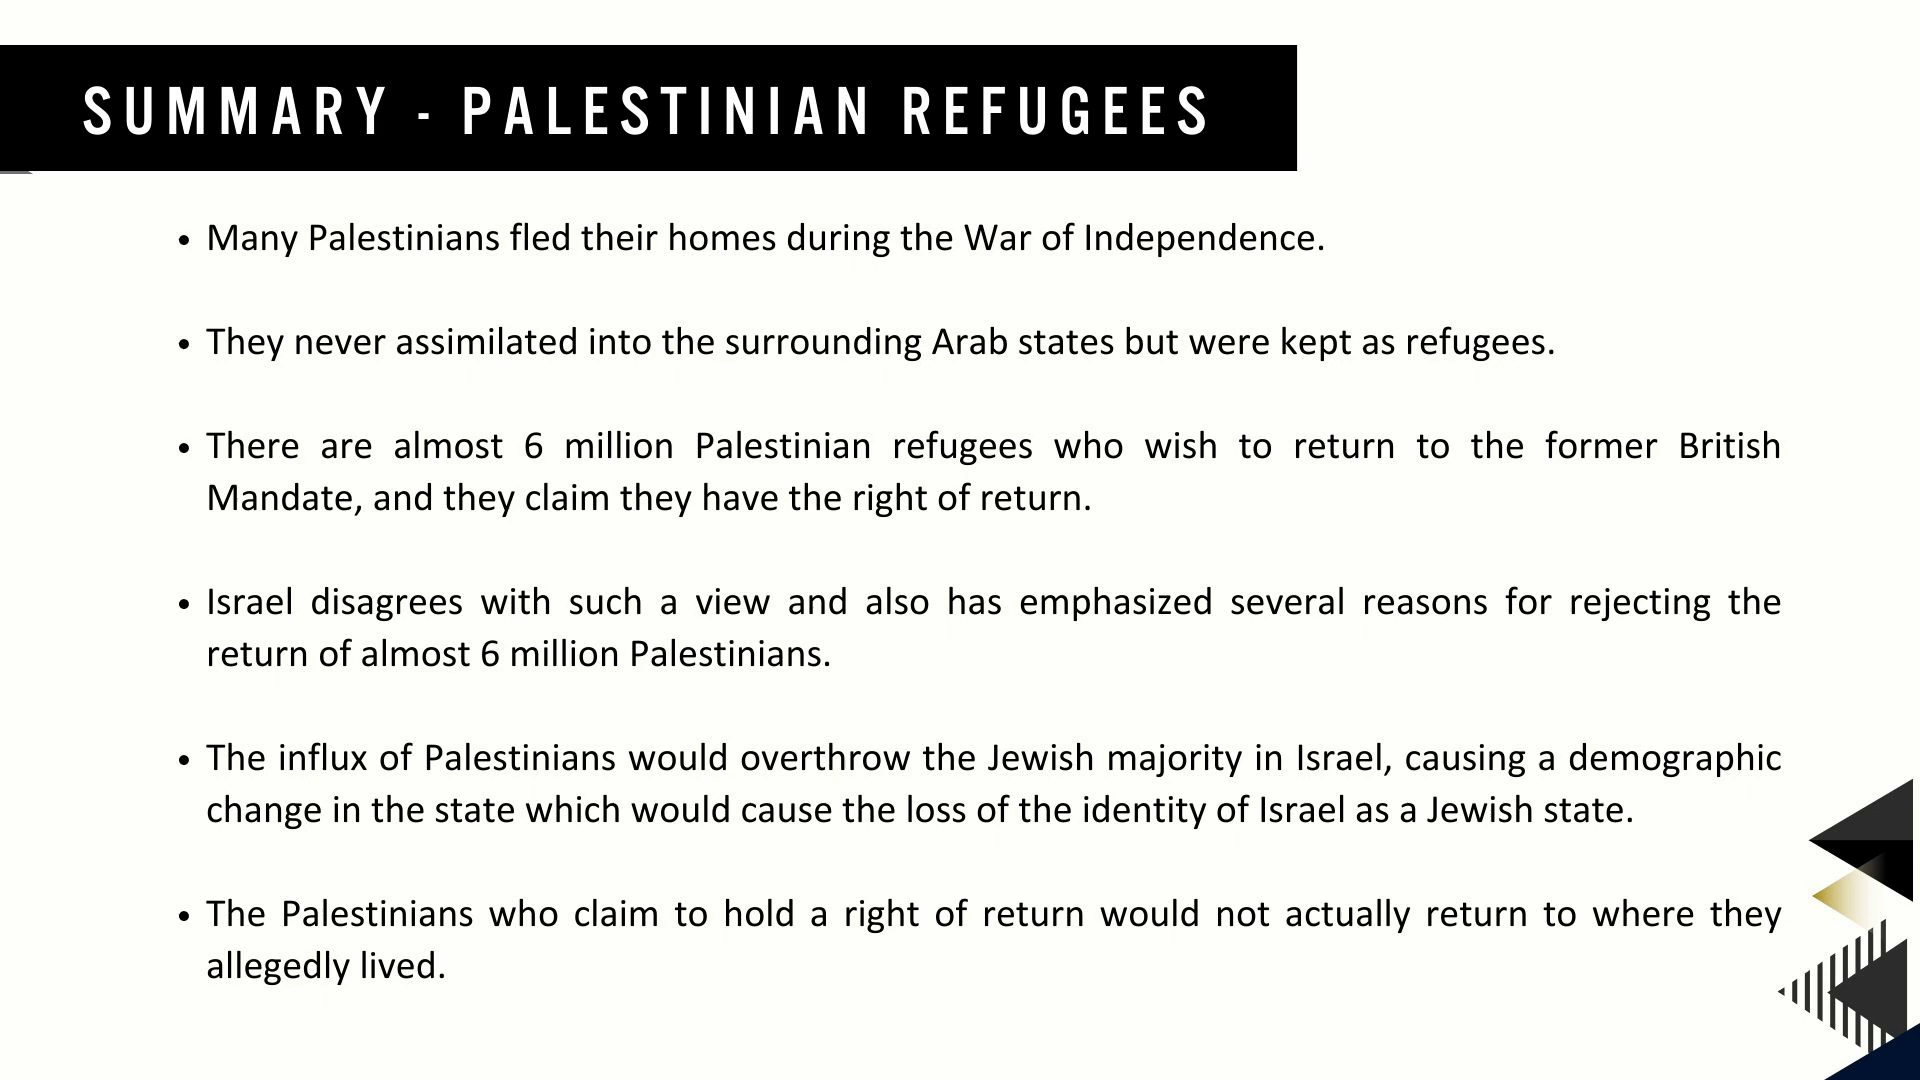 SUMMARY - PALESTINIAN REFUGEES
• Many Palestinians fled their homes during the War of Independence.
• They never assimilated into the surrounding Arab states but were kept as refugees.
• There are almost 6 million Palestinian refugees who wish to return to the former British
Mandate, and they claim they have the right of return.
• Israel disagrees with such a view and also has emphasized several reasons for rejecting the
return of almost 6 million Palestinians.
• The influx of Palestinians would overthrow the Jewish majority in Israel, causing a demographic
change in the state which would cause the loss of the identity of Israel as a Jewish state.
• The Palestinians who claim to hold a right of return would not actually return to where they
allegedly lived.